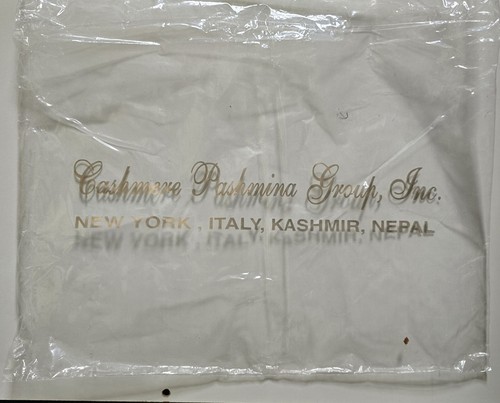 Cashmere Pashmina Group, Inc.
NEW YORK , ITALY, KASHMIR, NEPAL